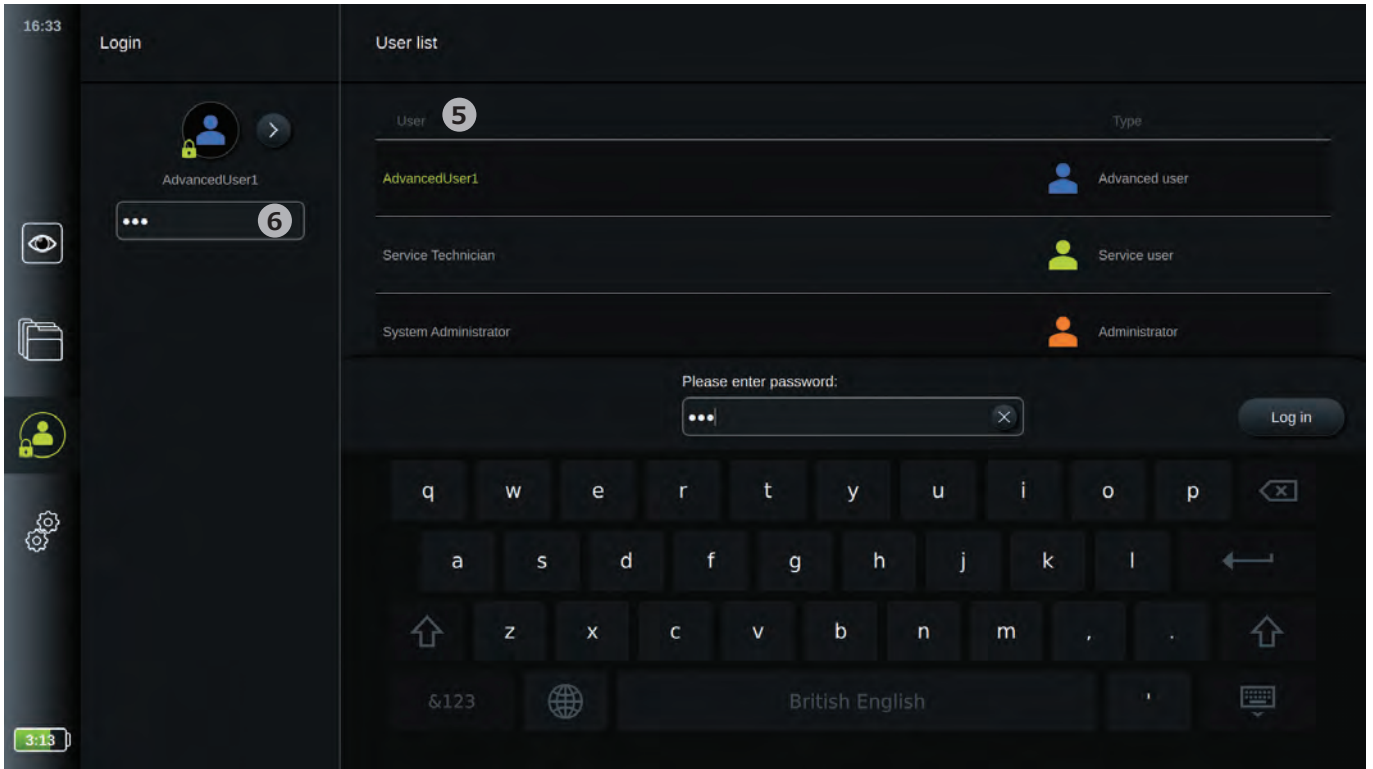 16:33
Login
User list
User 5 Type
AdvancedUser1
AdvancedUser1 Advanced user
••• 6
Service Technician Service user
System Administrator Administrator
Please enter password:
•••
Log in
q w e r t y u i o p
a s d f g h j k l
z x c v b n m , .
&123 British English '
3:13